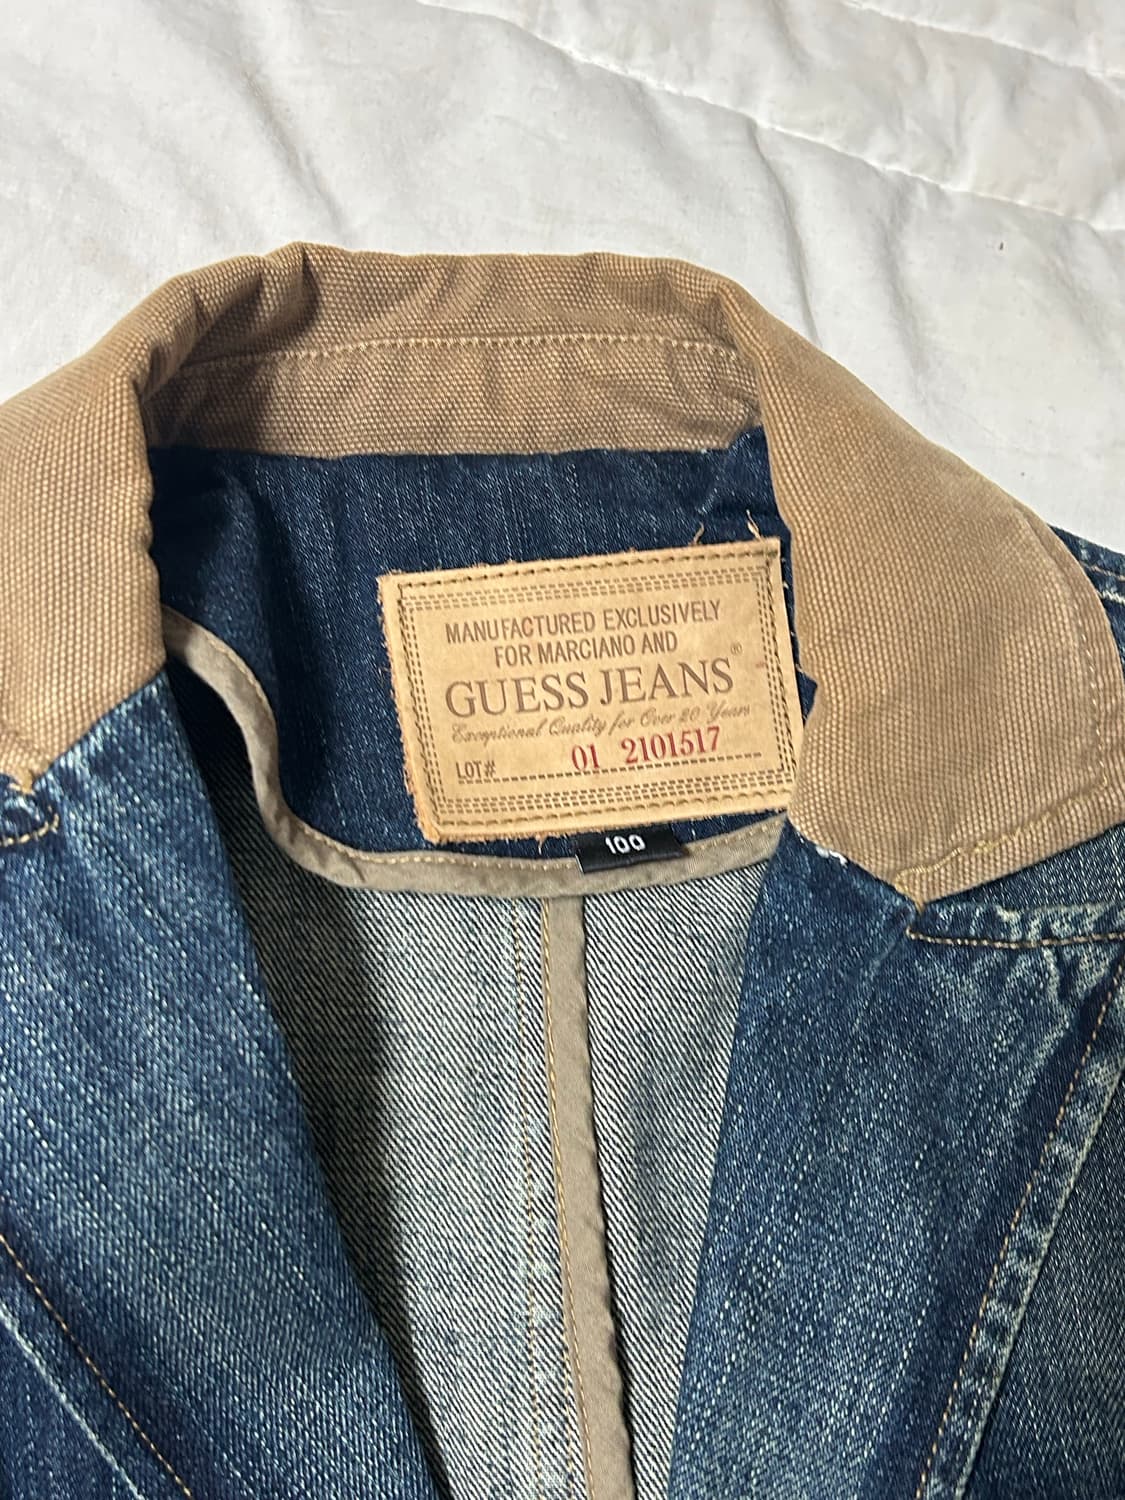 MANUFACTURED EXCLUSIVELY
FOR MARCIANO AND
GUESS JEANS®
Exceptional Quality for Over 20 Years
LOT# 01 2101517
100